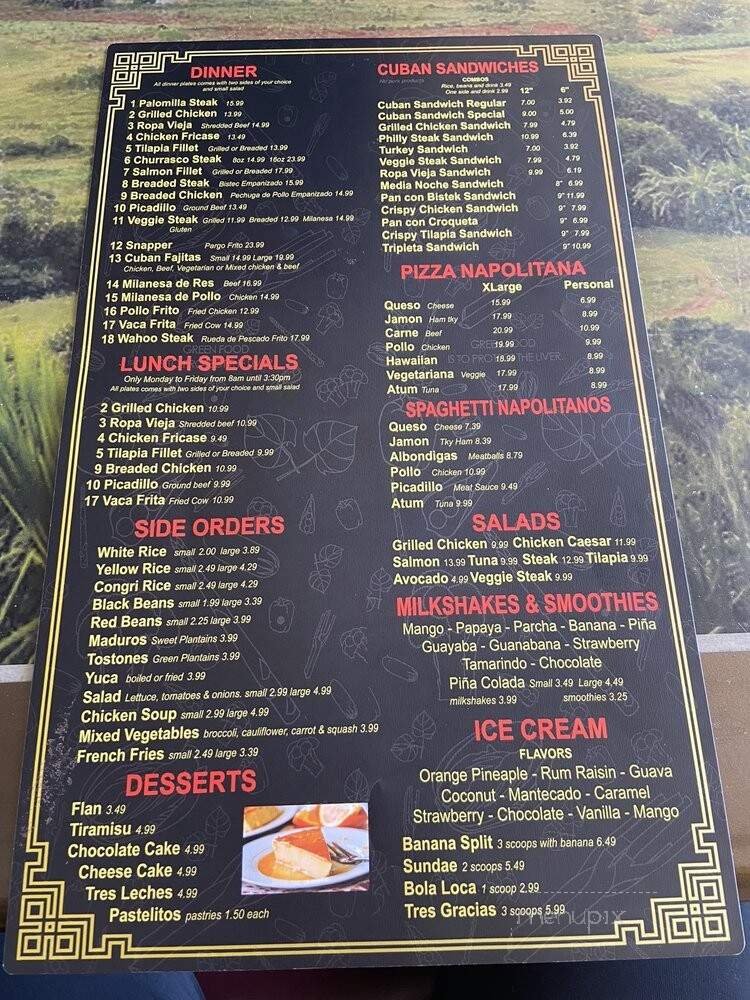 DINNER
All dinner plates comes with two sides of your choice
and small salad
1 Palomilla Steak 15.99
2 Grilled Chicken 13.99
3 Ropa Vieja Shredded Beef 14.99
4 Chicken Fricase 13.49
5 Tilapia Fillet Grilled or Breaded 13.99
6 Churrasco Steak 8oz 14.99 16oz 23.99
7 Salmon Fillet Grilled or Breaded 17.99
8 Breaded Steak Bistec Empanizado 15.99
9 Breaded Chicken Pechuga de Pollo Empanizado 14.99
10 Picadillo Ground Beef 13.49
11 Veggie Steak Grilled 11.99 Breaded 12.99 Milanesa 14.99
Gluten
12 Snapper Pargo Frito 23.99
13 Cuban Fajitas Small 14.99 Large 19.99
Chicken, Beef, Vegetarian or Mixed chicken & beef
14 Milanesa de Res Beef 16.99
15 Milanesa de Pollo Chicken 14.99
16 Pollo Frito Fried Chicken 12.99
17 Vaca Frita Fried Cow 14.99
18 Wahoo Steak Rueda de Pescado Frito 17.99
LUNCH SPECIALS
Only Monday to Friday from 8am until 3:30pm
All plates comes with two sides of your choice and small salad
2 Grilled Chicken 10.99
3 Ropa Vieja Shredded beef 10.99
4 Chicken Fricase 9.49
5 Tilapia Fillet Grilled or Breaded 9.99
9 Breaded Chicken 10.99
10 Picadillo Ground beef 9.99
17 Vaca Frita Fried Cow 10.99
SIDE ORDERS
White Rice small 2.00 large 3.89
Yellow Rice small 2.49 large 4.29
Congri Rice small 2.49 large 4.29
Black Beans small 1.99 large 3.39
Red Beans small 2.25 large 3.99
Maduros Sweet Plantains 3.99
Tostones Green Plantains 3.99
Yuca boiled or fried 3.99
Salad Lettuce, tomatoes & onions. small 2.99 large 4.99
Chicken Soup small 2.99 large 4.99
Mixed Vegetables broccoli, cauliflower, carrot & squash 3.99
French Fries small 2.49 large 3.39
DESSERTS
Flan 3.49
Tiramisu 4.99
Chocolate Cake 4.99
Cheese Cake 4.99
Tres Leches 4.99
Pastelitos pastries 1.50 each
CUBAN SANDWICHES
No pork products
COMBOS
Rice, beans and drink 3.49
One side and drink 2.99
12" 6"
Cuban Sandwich Regular 7.00 3.92
Cuban Sandwich Special 9.00 5.00
Grilled Chicken Sandwich 7.99 4.79
Philly Steak Sandwich 10.99 6.39
Turkey Sandwich 7.00 3.92
Veggie Steak Sandwich 7.99 4.79
Ropa Vieja Sandwich 9.99 6.19
Media Noche Sandwich 8" 6.99
Pan con Bistek Sandwich 9" 11.99
Crispy Chicken Sandwich 9" 7.99
Pan con Croqueta 9" 6.99
Crispy Tilapia Sandwich 9" 7.99
Tripleta Sandwich 9" 10.99
PIZZA NAPOLITANA
XLarge Personal
Queso Cheese 15.99 6.99
Jamon Ham tky 17.99 8.99
Carne Beef 20.99 10.99
Pollo Chicken 19.99 9.99
Hawaiian 18.99 8.99
Vegetariana Veggie 17.99 8.99
Atum Tuna 17.99 8.99
GREEN FOOD
IS TO PROT THE LIVER..
SPAGHETTI NAPOLITANOS
Queso Cheese 7.39
Jamon Tky Ham 8.39
Albondigas Meatballs 8.79
Pollo Chicken 10.99
Picadillo Meat Sauce 9.49
Atum Tuna 9.99
SALADS
Grilled Chicken 9.99 Chicken Caesar 11.99
Salmon 13.99 Tuna 9.99 Steak 12.99 Tilapia 9.99
Avocado 4.99 Veggie Steak 9.99
MILKSHAKES & SMOOTHIES
Mango - Papaya - Parcha - Banana - Piña
Guayaba - Guanabana - Strawberry
Tamarindo - Chocolate
Piña Colada Small 3.49 Large 4.49
milkshakes 3.99 smoothies 3.25
ICE CREAM
FLAVORS
Orange Pineaple - Rum Raisin - Guava
Coconut - Mantecado - Caramel
Strawberry - Chocolate - Vanilla - Mango
Banana Split 3 scoops with banana 6.49
Sundae 2 scoops 5.49
Bola Loca 1 scoop 2.99
Tres Gracias 3 scoops 5.99
menupix